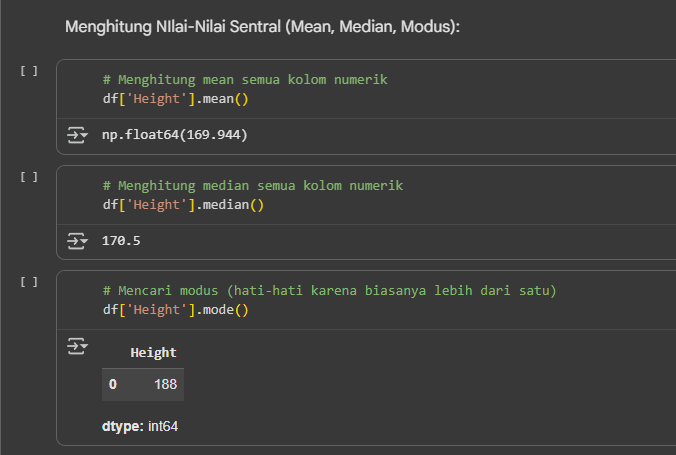 Menghitung NIlai-Nilai Sentral (Mean, Median, Modus):
[ ]
# Menghitung mean semua kolom numerik
df['Height'].mean()
np.float64(169.944)
[ ]
# Menghitung median semua kolom numerik
df['Height'].median()
170.5
[ ]
# Mencari modus (hati-hati karena biasanya lebih dari satu)
df['Height'].mode()
Height
0 188
dtype: int64